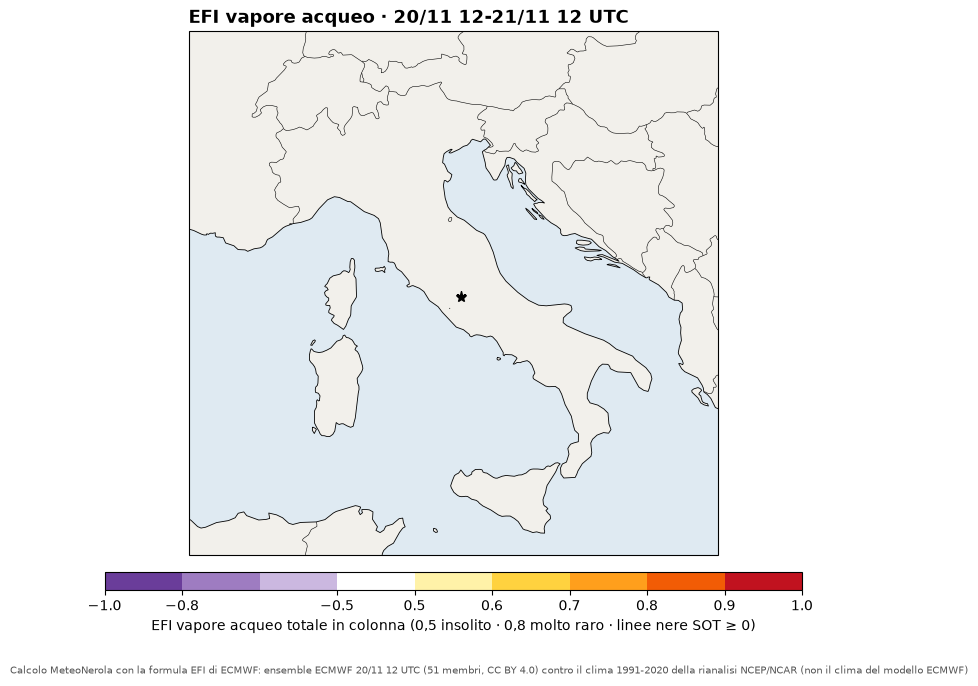 EFI vapore acqueo · 20/11 12-21/11 12 UTC
−1.0 −0.8 −0.5 0.5 0.6 0.7 0.8 0.9 1.0
EFI vapore acqueo totale in colonna (0,5 insolito · 0,8 molto raro · linee nere SOT ≥ 0)
Calcolo MeteoNerola con la formula EFI di ECMWF: ensemble ECMWF 20/11 12 UTC (51 membri, CC BY 4.0) contro il clima 1991-2020 della rianalisi NCEP/NCAR (non il clima del modello ECMWF)